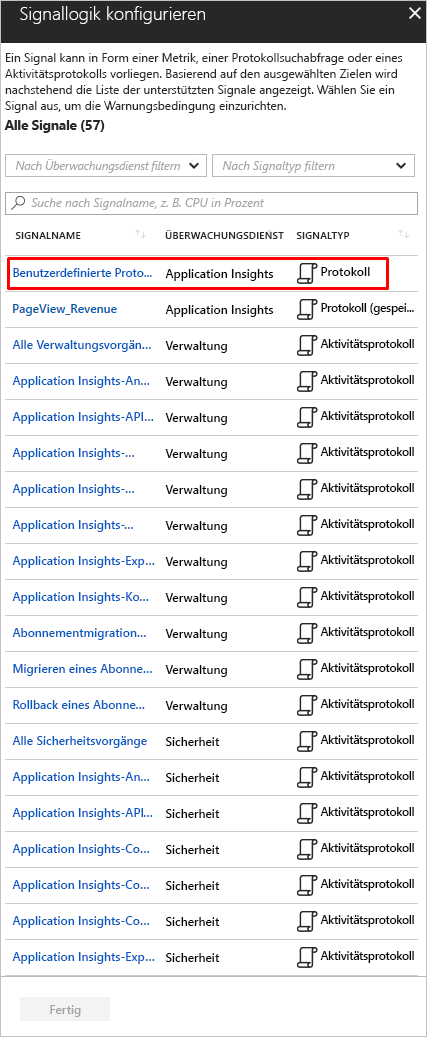 Signallogik konfigurieren
Ein Signal kann in Form einer Metrik, einer Protokollsuchabfrage oder eines
Aktivitätsprotokolls vorliegen. Basierend auf den ausgewählten Zielen wird
nachstehend die Liste der unterstützten Signale angezeigt. Wählen Sie ein
Signal aus, um die Warnungsbedingung einzurichten.
Alle Signale (57)
Nach Überwachungsdienst filtern Nach Signaltyp filtern
Suche nach Signalname, z. B. CPU in Prozent
SIGNALNAME ÜBERWACHUNGSDIENST SIGNALTYP
Benutzerdefinierte Proto... Application Insights Protokoll
PageView_Revenue Application Insights Protokoll (gespei...
Alle Verwaltungsvorgän... Verwaltung Aktivitätsprotokoll
Application Insights-An... Verwaltung Aktivitätsprotokoll
Application Insights-API... Verwaltung Aktivitätsprotokoll
Application Insights-... Verwaltung Aktivitätsprotokoll
Application Insights-... Verwaltung Aktivitätsprotokoll
Application Insights-... Verwaltung Aktivitätsprotokoll
Application Insights-Exp... Verwaltung Aktivitätsprotokoll
Application Insights-Ko... Verwaltung Aktivitätsprotokoll
Abonnementmigration... Verwaltung Aktivitätsprotokoll
Migrieren eines Abonne... Verwaltung Aktivitätsprotokoll
Rollback eines Abonne... Verwaltung Aktivitätsprotokoll
Alle Sicherheitsvorgänge Sicherheit Aktivitätsprotokoll
Application Insights-An... Sicherheit Aktivitätsprotokoll
Application Insights-API... Sicherheit Aktivitätsprotokoll
Application Insights-Co... Sicherheit Aktivitätsprotokoll
Application Insights-Co... Sicherheit Aktivitätsprotokoll
Application Insights-Co... Sicherheit Aktivitätsprotokoll
Application Insights-Exp... Sicherheit Aktivitätsprotokoll
Fertig